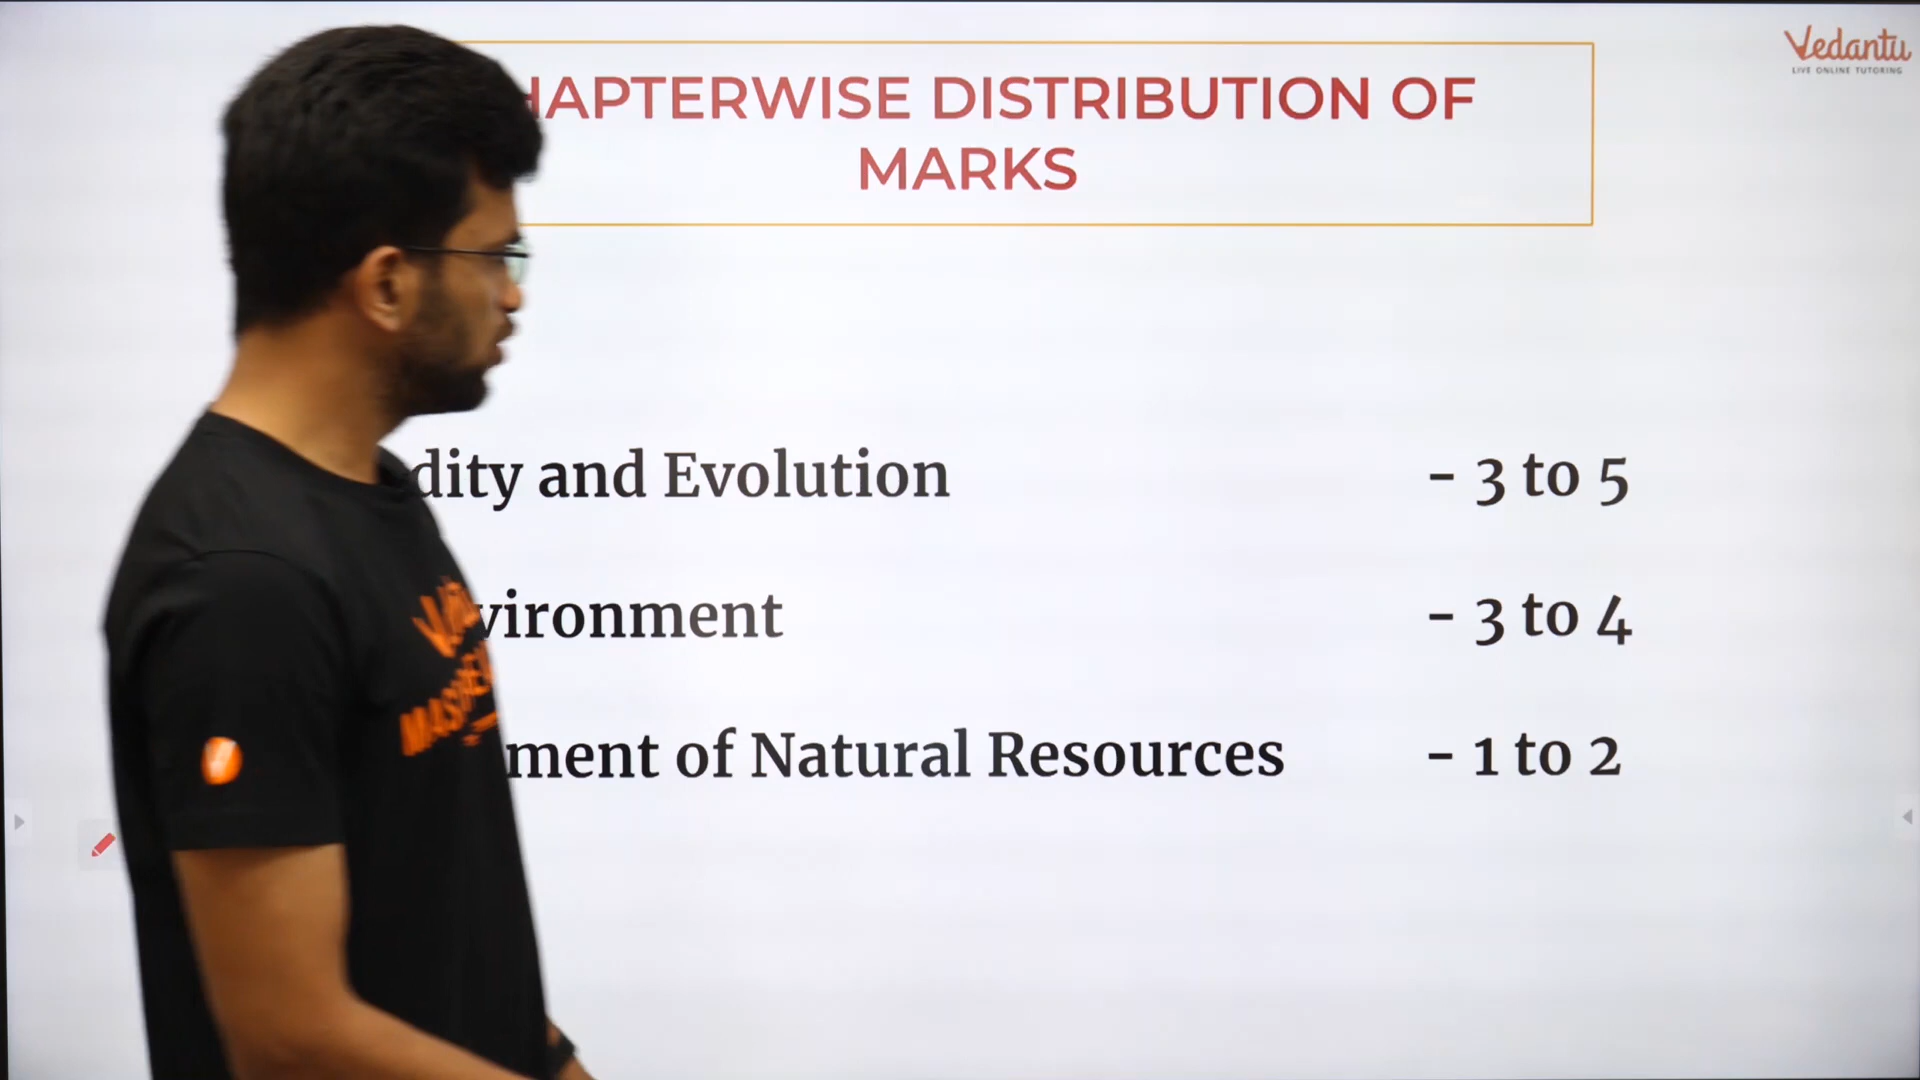 Vedantu
LIVE ONLINE TUTORING
HAPTERWISE DISTRIBUTION OF
MARKS
dity and Evolution - 3 to 5
vironment - 3 to 4
ment of Natural Resources - 1 to 2